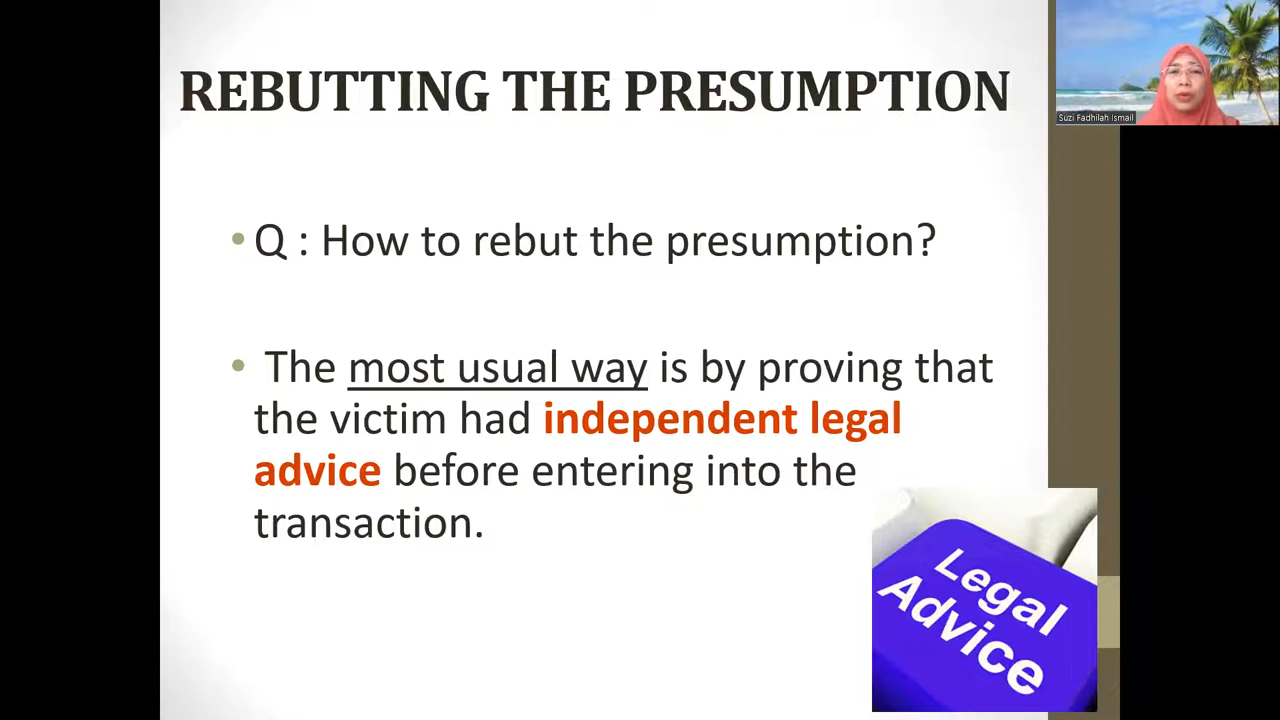 REBUTTING THE PRESUMPTION
Suzi Fadhilah Ismail
• Q : How to rebut the presumption?
• The most usual way is by proving that
the victim had independent legal
advice before entering into the
transaction.
Legal
Advice